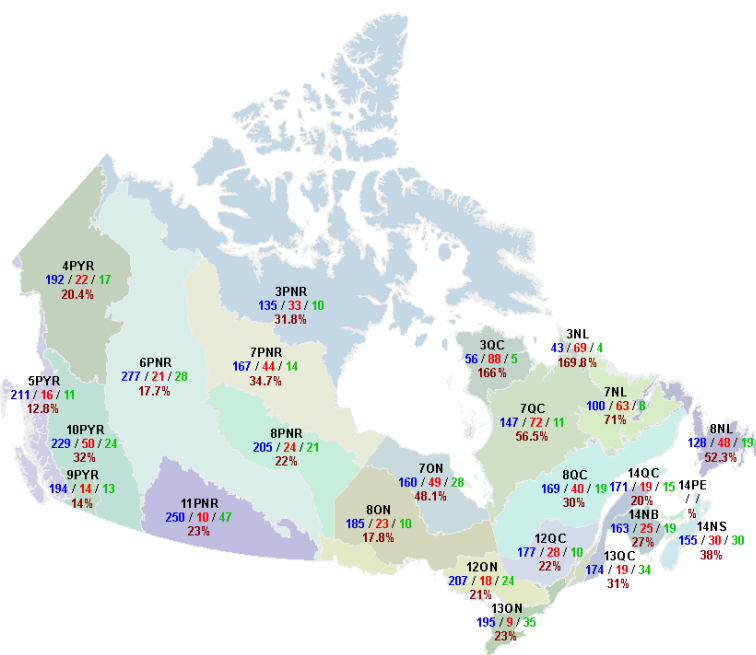 4PYR
192 / 22 / 17
20.4%
3PNR
135 / 33 / 10
31.8%
3QC
56 / 88 / 5
166%
3NL
43 / 69 / 4
169.8%
6PNR
277 / 21 / 28
17.7%
7PNR
167 / 44 / 14
34.7%
5PYR
211 / 16 / 11
12.8%
7QC
147 / 72 / 11
56.5%
7NL
100 / 63 / 8
71%
10PYR
229 / 50 / 24
32%
8PNR
205 / 24 / 21
22%
8NL
128 / 48 / 19
52.3%
9PYR
194 / 14 / 13
14%
7ON
160 / 49 / 28
48.1%
8QC
169 / 40 / 19
30%
14QC
171 / 19 / 15
20%
14PE
/ /
%
11PNR
250 / 10 / 47
23%
8ON
185 / 23 / 10
17.8%
14NB
163 / 25 / 19
27%
14NS
155 / 30 / 30
38%
12QC
177 / 28 / 10
22%
13QC
174 / 19 / 34
31%
12ON
207 / 18 / 24
21%
13ON
195 / 9 / 35
23%